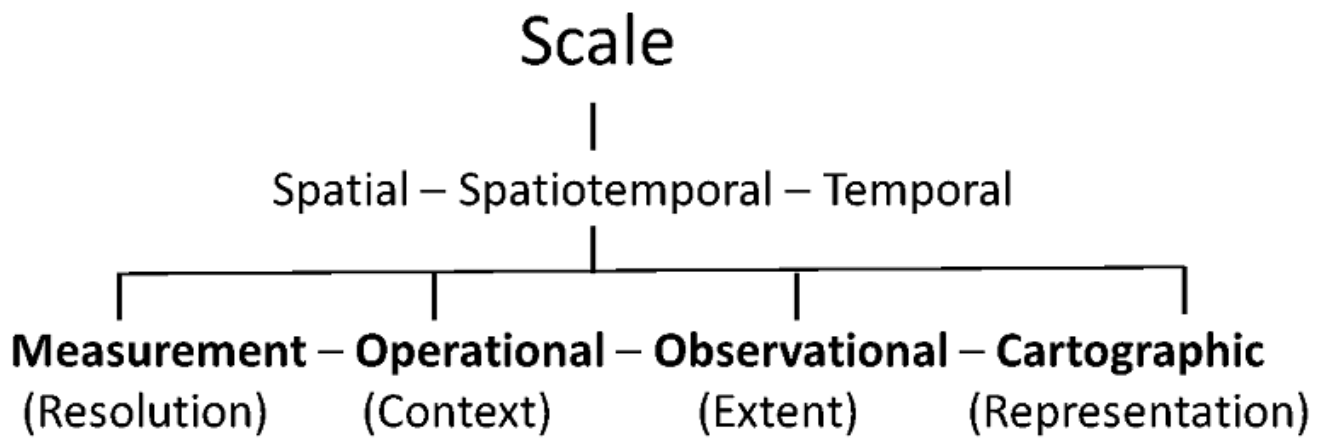 Scale
Spatial – Spatiotemporal – Temporal
Measurement – Operational – Observational – Cartographic
(Resolution) (Context) (Extent) (Representation)